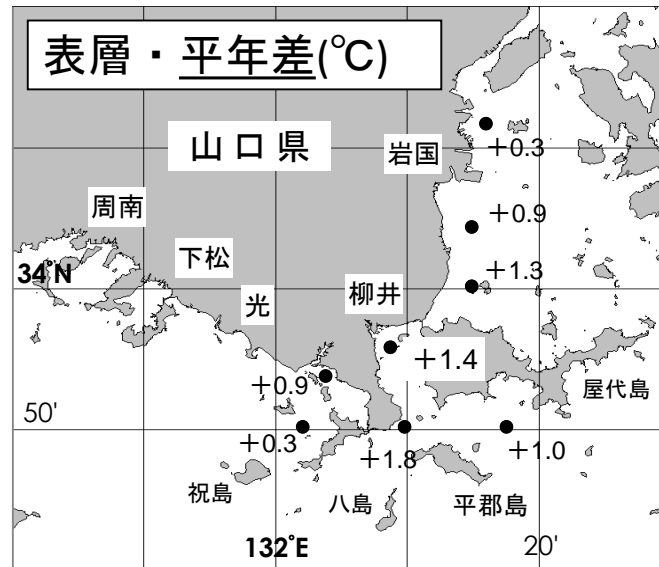 表層・平年差(℃)
山口県
岩国
+0.3
周南
+0.9
下松
34°N
+1.3
柳井
光
+1.4
+0.9
屋代島
50'
+0.3
+1.8
+1.0
祝島
八島
平郡島
132°E
20'